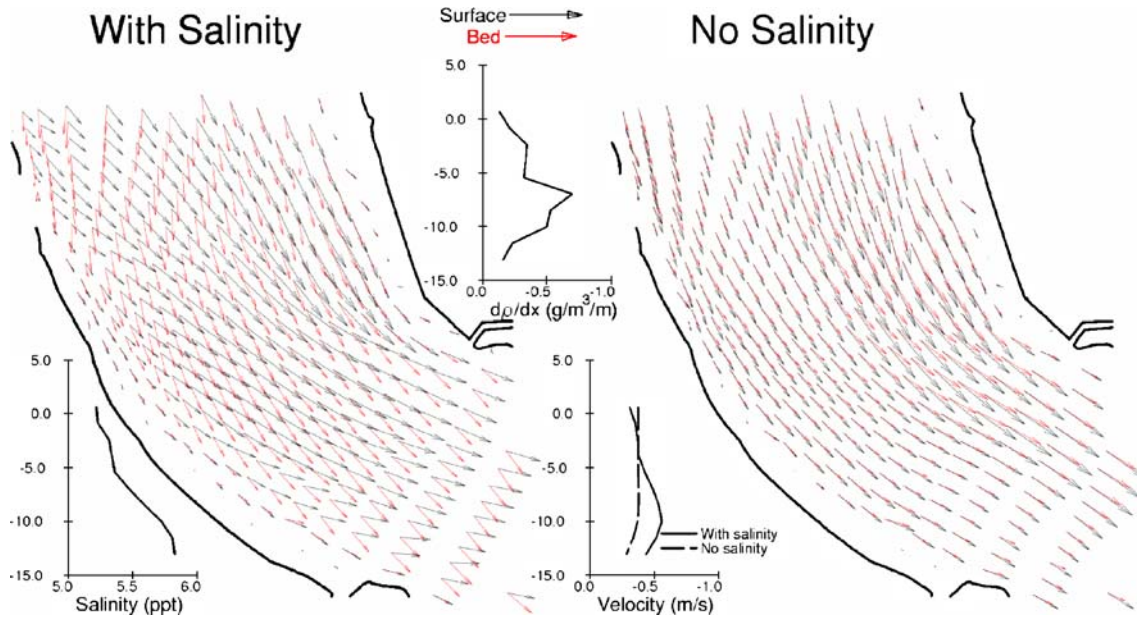 With Salinity
Surface
Bed
No Salinity
5.0
0.0
-5.0
-10.0
-15.0
0.0 -0.5 -1.0
dρ/dx (g/m³/m)
5.0
0.0
-5.0
-10.0
-15.0
5.0 5.5 6.0
Salinity (ppt)
5.0
0.0
-5.0
-10.0
-15.0
0.0 -0.5 -1.0
Velocity (m/s)
With salinity
No salinity